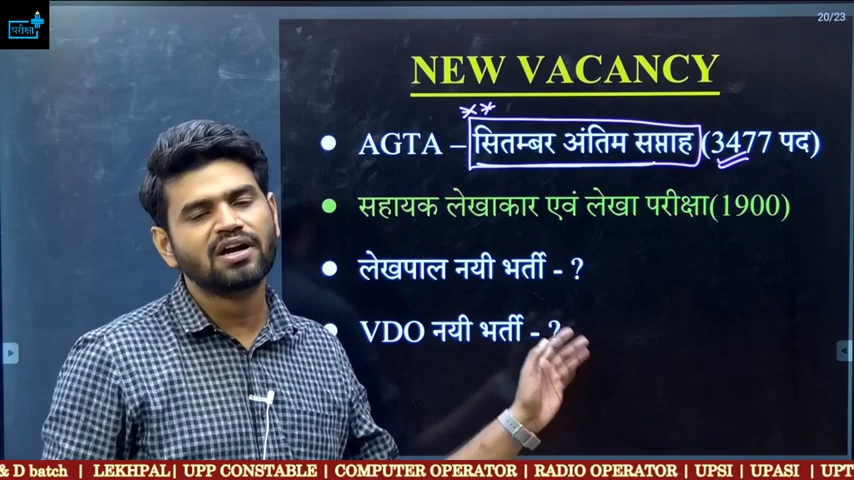 परीक्षा
20/23
NEW VACANCY
**
• AGTA – सितम्बर अंतिम सप्ताह (3477 पद)
• सहायक लेखाकार एवं लेखा परीक्षा(1900)
• लेखपाल नयी भर्ती - ?
• VDO नयी भर्ती - ?
& D batch | LEKHPAL| UPP CONSTABLE | COMPUTER OPERATOR | RADIO OPERATOR | UPSI | UPASI | UPT